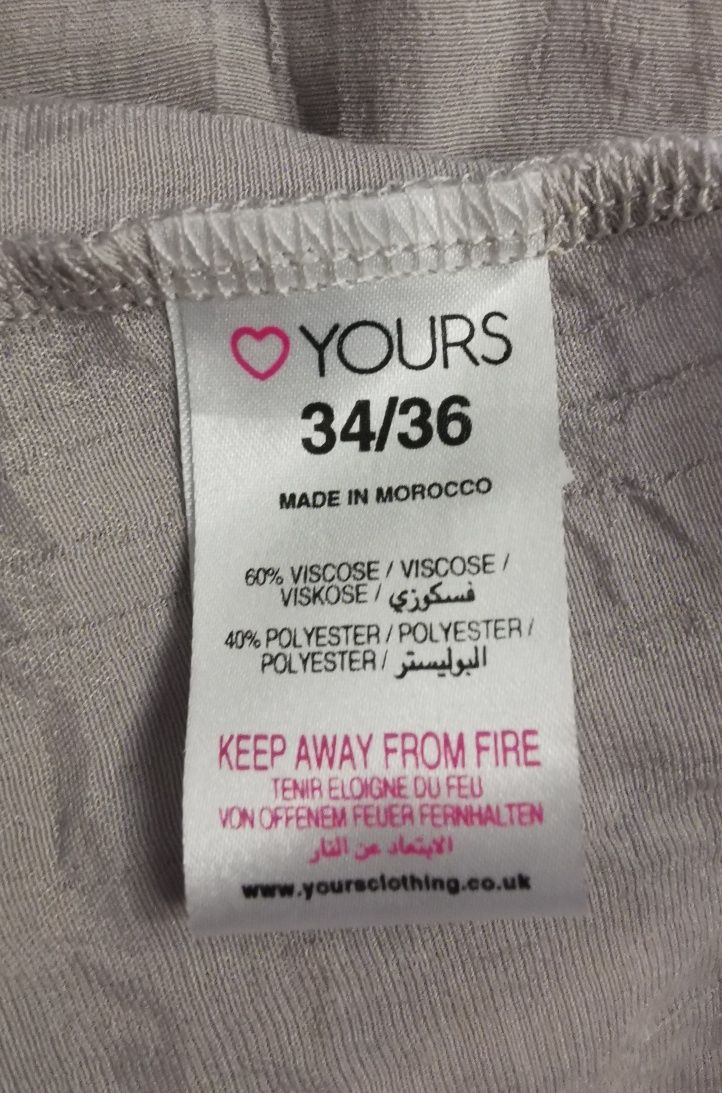 YOURS
34/36
MADE IN MOROCCO
60% VISCOSE / VISCOSE /
VISKOSE / فسكوزي
40% POLYESTER / POLYESTER /
POLYESTER / البوليستر
KEEP AWAY FROM FIRE
TENIR ELOIGNE DU FEU
VON OFFENEM FEUER FERNHALTEN
الابتعاد عن النار
www.yoursclothing.co.uk